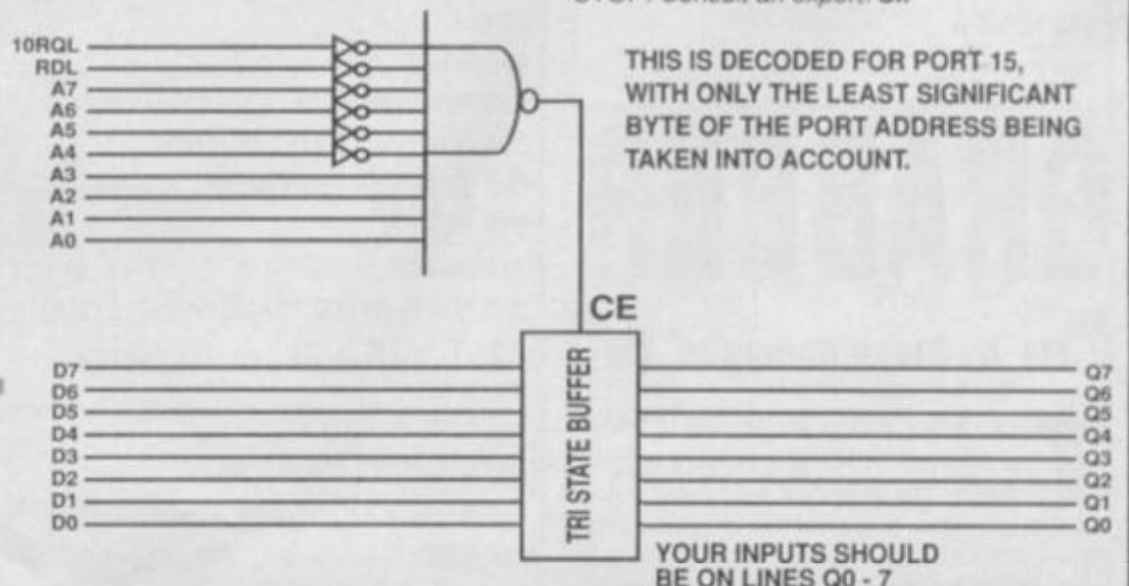 10RQL
RDL
A7
A6
A5
A4
A3
A2
A1
A0
THIS IS DECODED FOR PORT 15,
WITH ONLY THE LEAST SIGNIFICANT
BYTE OF THE PORT ADDRESS BEING
TAKEN INTO ACCOUNT.
CE
TRI STATE BUFFER
D7
D6
D5
D4
D3
D2
D1
D0
Q7
Q6
Q5
Q4
Q3
Q2
Q1
Q0
YOUR INPUTS SHOULD
BE ON LINES Q0 - 7